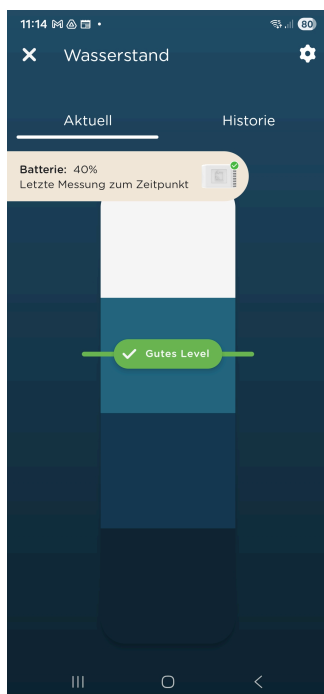 11:14
80
Wasserstand
Aktuell
Historie
Batterie: 40%
Letzte Messung zum Zeitpunkt
Gutes Level